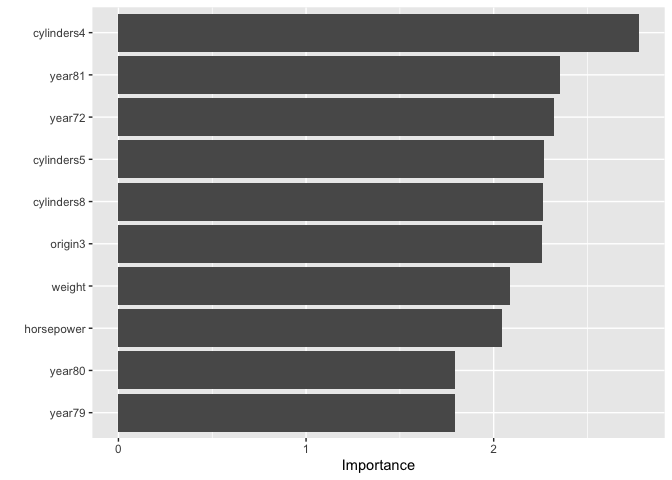 cylinders4
year81
year72
cylinders5
cylinders8
origin3
weight
horsepower
year80
year79
0 1 2
Importance